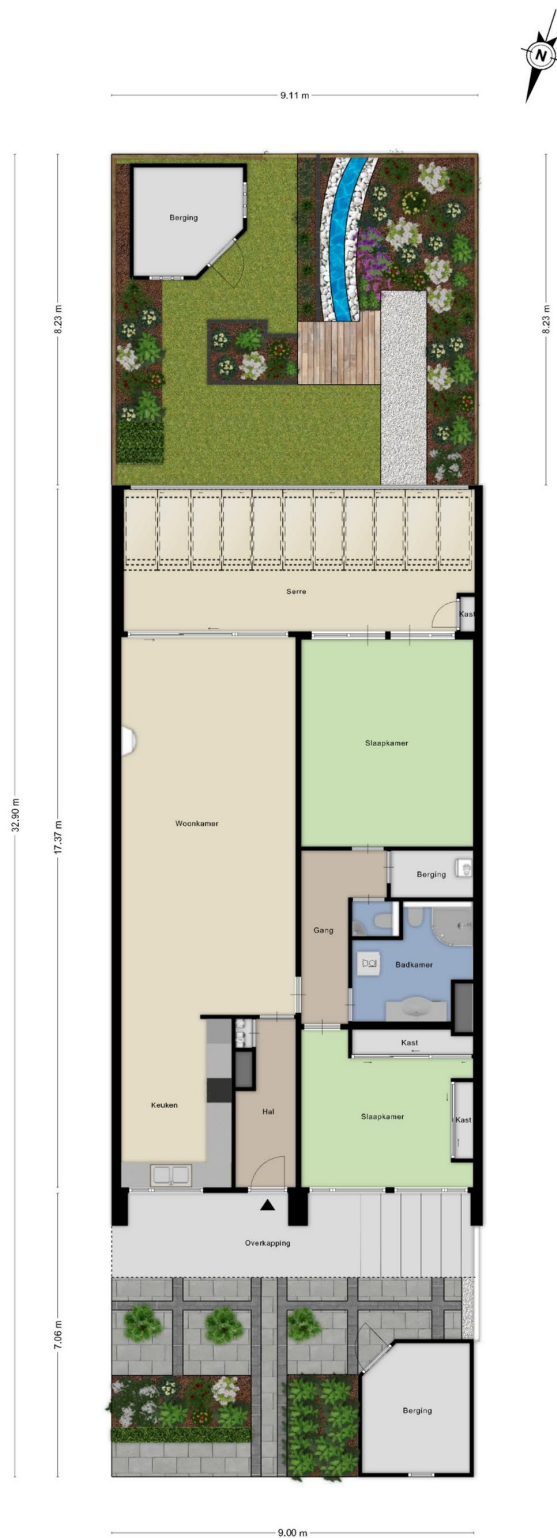 N
9.11 m
Berging
8.23 m
8.23 m
Serre
Kast
Slaapkamer
Woonkamer
32.90 m
17.37 m
Berging
Gang
Badkamer
Kast
Keuken
Hal
Slaapkamer
Kast
Overkapping
7.06 m
Berging
9.00 m